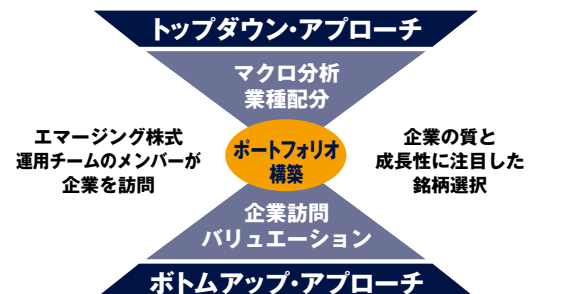 トップダウン・アプローチ
マクロ分析
業種配分
エマージング株式
運用チームのメンバーが
企業を訪問
ポートフォリオ
構築
企業の質と
成長性に注目した
銘柄選択
企業訪問
バリュエーション
ボトムアップ・アプローチ